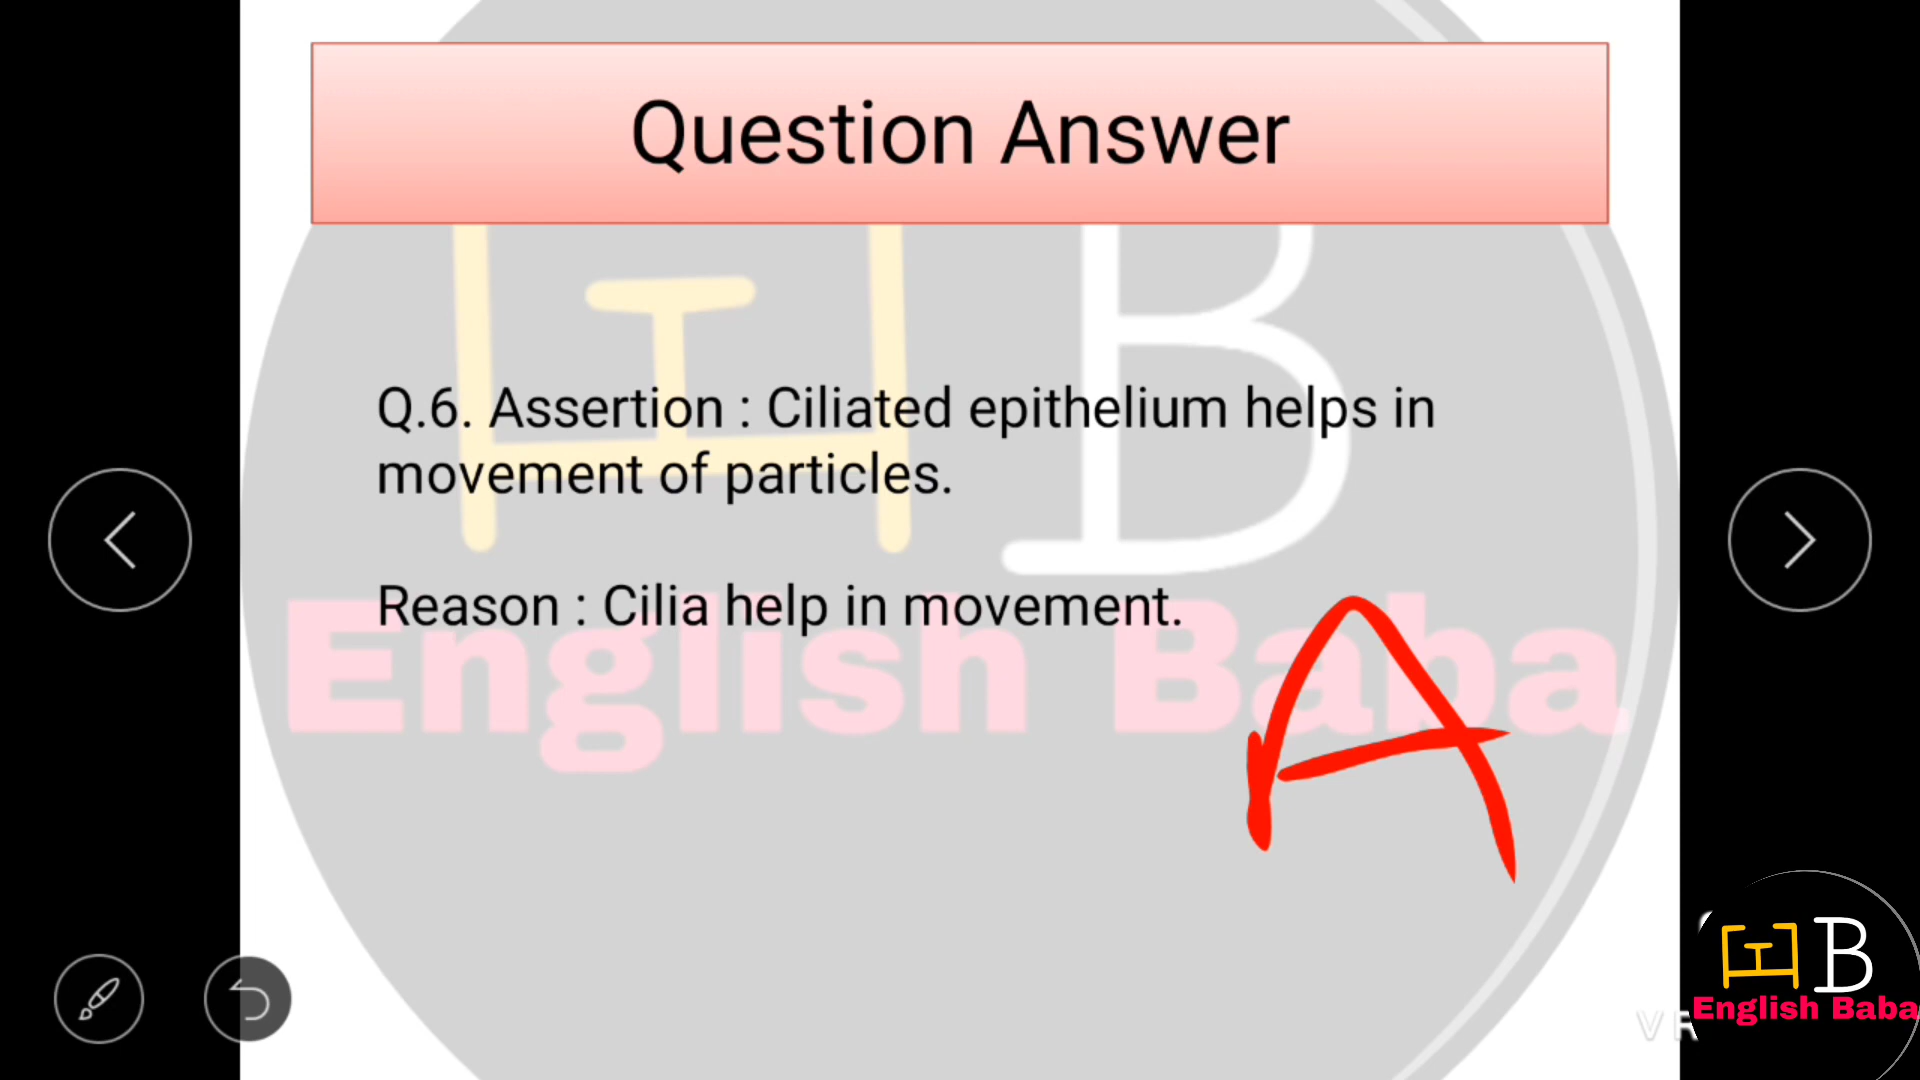 Question Answer
Q.6. Assertion : Ciliated epithelium helps in
movement of particles.
Reason : Cilia help in movement.
English Baba
A
B
English Baba
VR